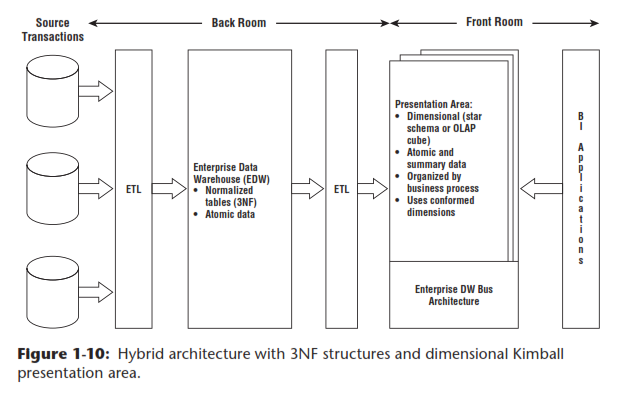 Source
Transactions
Back Room
Front Room
ETL
Enterprise Data
Warehouse (EDW)
• Normalized
tables (3NF)
• Atomic data
ETL
Presentation Area:
• Dimensional (star
schema or OLAP
cube)
• Atomic and
summary data
• Organized by
business process
• Uses conformed
dimensions
Enterprise DW Bus
Architecture
BI Applications
Figure 1-10: Hybrid architecture with 3NF structures and dimensional Kimball
presentation area.